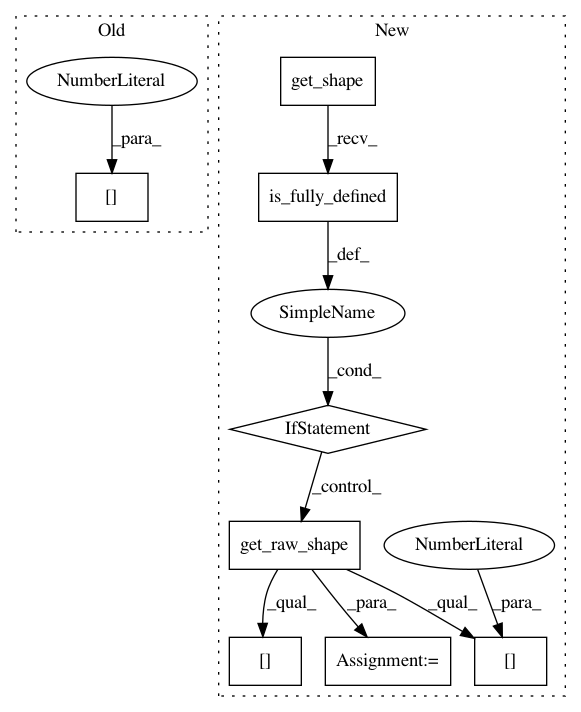 Old
New
NumberLiteral
get_shape
_para_
_recv_
[]
is_fully_defined
_def_
SimpleName
_cond_
IfStatement
_control_
get_raw_shape
NumberLiteral
_qual_
_para_
_qual_
_para_
[]
Assignment:=
[]